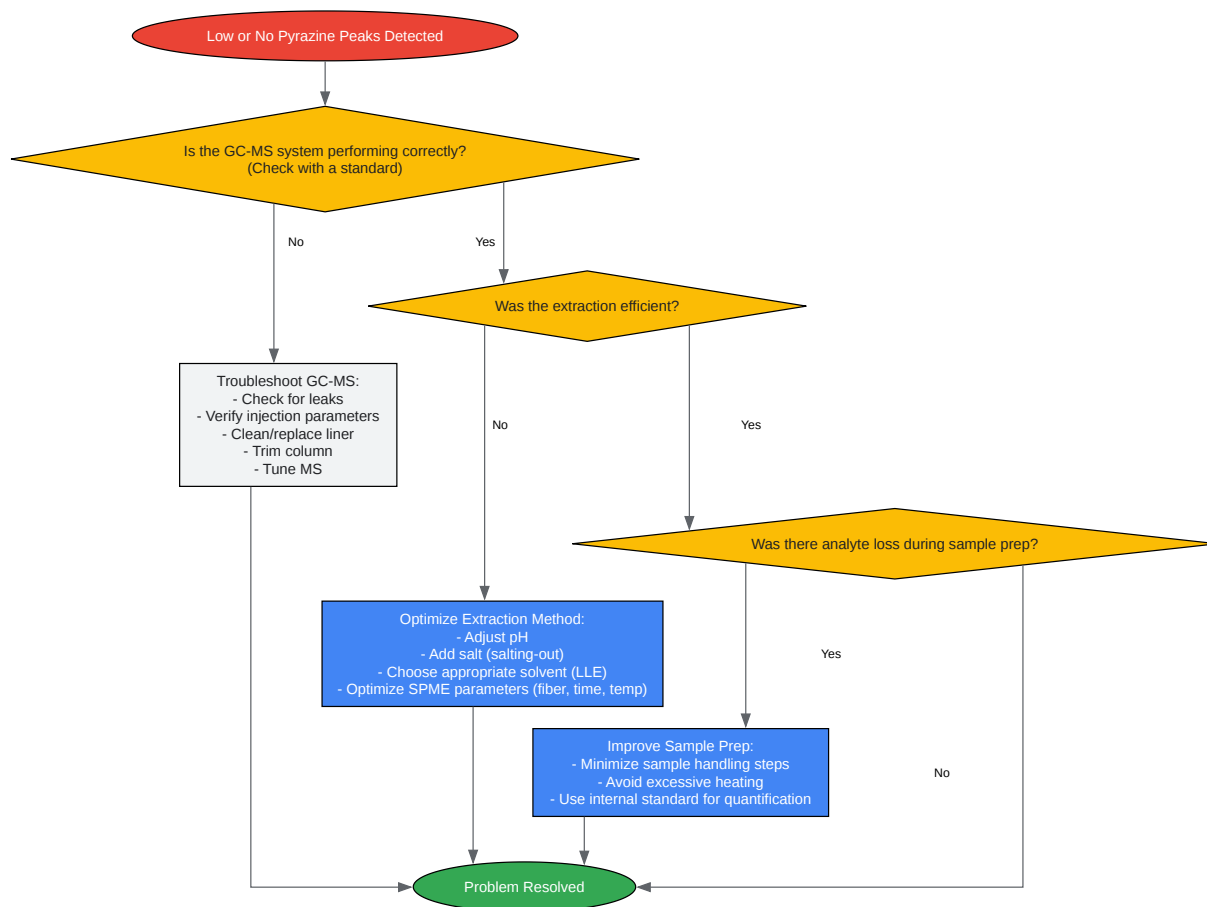 Low or No Pyrazine Peaks Detected
Is the GC-MS system performing correctly?
(Check with a standard)
No
Yes
Was the extraction efficient?
Troubleshoot GC-MS:
- Check for leaks
- Verify injection parameters
- Clean/replace liner
- Trim column
- Tune MS
No
Yes
Was there analyte loss during sample prep?
Optimize Extraction Method:
- Adjust pH
- Add salt (salting-out)
- Choose appropriate solvent (LLE)
- Optimize SPME parameters (fiber, time, temp)
Yes
Improve Sample Prep:
- Minimize sample handling steps
- Avoid excessive heating
- Use internal standard for quantification
No
Problem Resolved